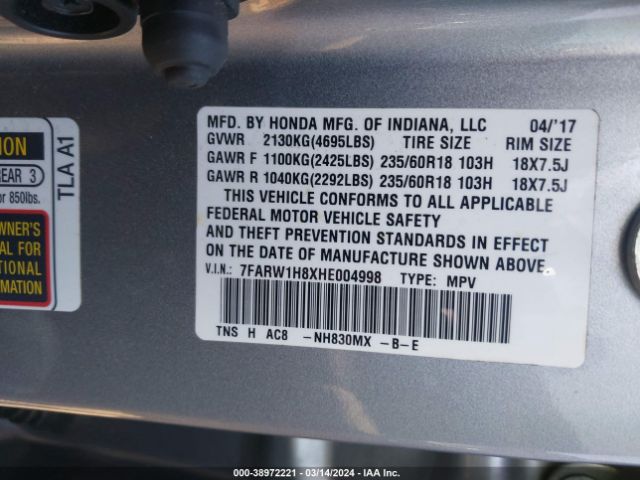 MFD. BY HONDA MFG. OF INDIANA, LLC 04/'17
GVWR 2130KG(4695LBS) TIRE SIZE RIM SIZE
GAWR F 1100KG(2425LBS) 235/60R18 103H 18X7.5J
GAWR R 1040KG(2292LBS) 235/60R18 103H 18X7.5J
THIS VEHICLE CONFORMS TO ALL APPLICABLE
FEDERAL MOTOR VEHICLE SAFETY
AND THEFT PREVENTION STANDARDS IN EFFECT
ON THE DATE OF MANUFACTURE SHOWN ABOVE.
V.I.N.: 7FARW1H8XHE004998 TYPE: MPV
TNS H AC8 -NH830MX -B-E
ION
REAR 3
or 850lbs.
WNER'S
AL FOR
TIONAL
RMATION
TLA A1
000-38972221 - 03/14/2024 - IAA Inc.